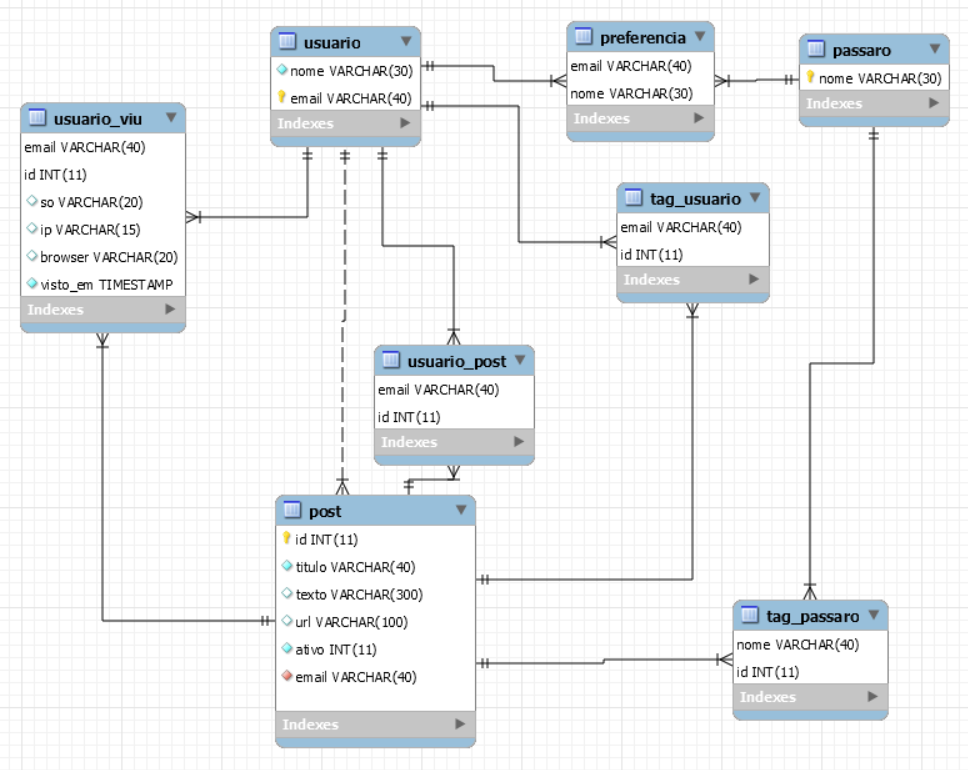 usuario
nome VARCHAR(30)
email VARCHAR(40)
Indexes
preferencia
email VARCHAR(40)
nome VARCHAR(30)
Indexes
passaro
nome VARCHAR(30)
Indexes
usuario_viu
email VARCHAR(40)
id INT(11)
so VARCHAR(20)
ip VARCHAR(15)
browser VARCHAR(20)
visto_em TIMESTAMP
Indexes
tag_usuario
email VARCHAR(40)
id INT(11)
Indexes
usuario_post
email VARCHAR(40)
id INT(11)
Indexes
post
id INT(11)
titulo VARCHAR(40)
texto VARCHAR(300)
url VARCHAR(100)
ativo INT(11)
email VARCHAR(40)
Indexes
tag_passaro
nome VARCHAR(40)
id INT(11)
Indexes